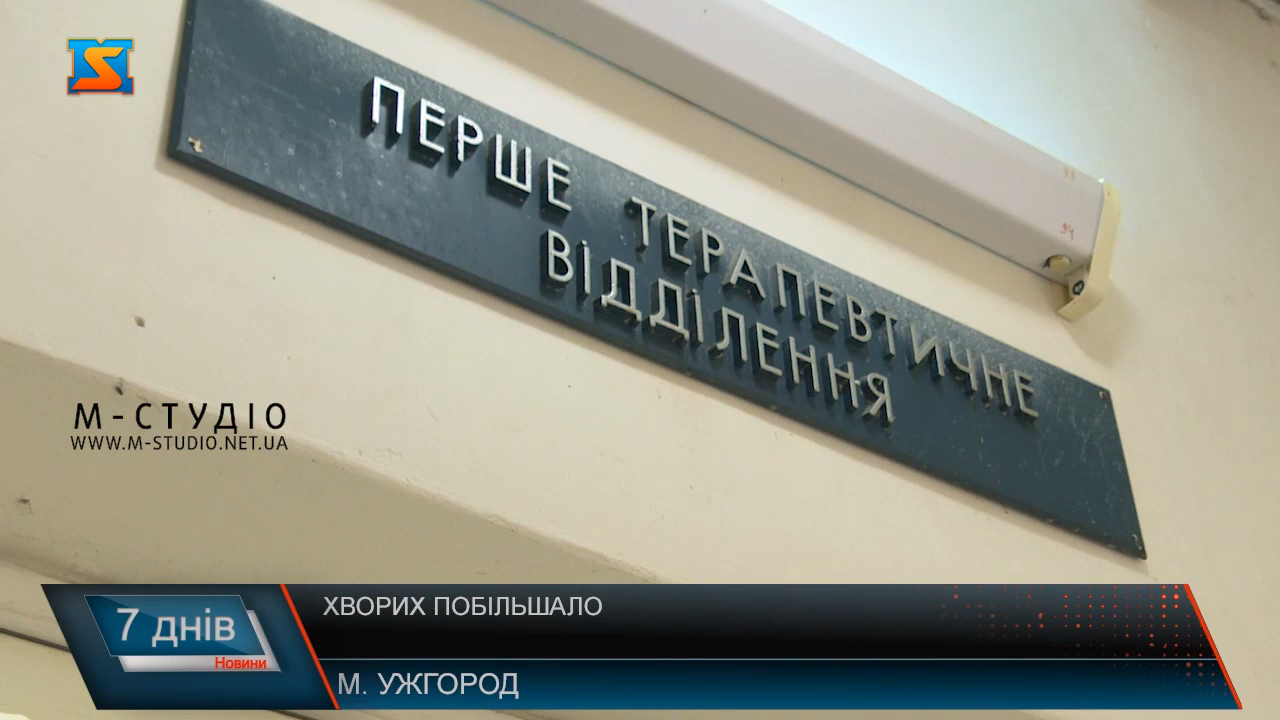 ПЕРШЕ ТЕРАПЕВТИЧНЕ
ВІДДІЛЕННЯ
М-СТУДІО
WWW.M-STUDIO.NET.UA
7 днів
Новини
ХВОРИХ ПОБІЛЬШАЛО
М. УЖГОРОД